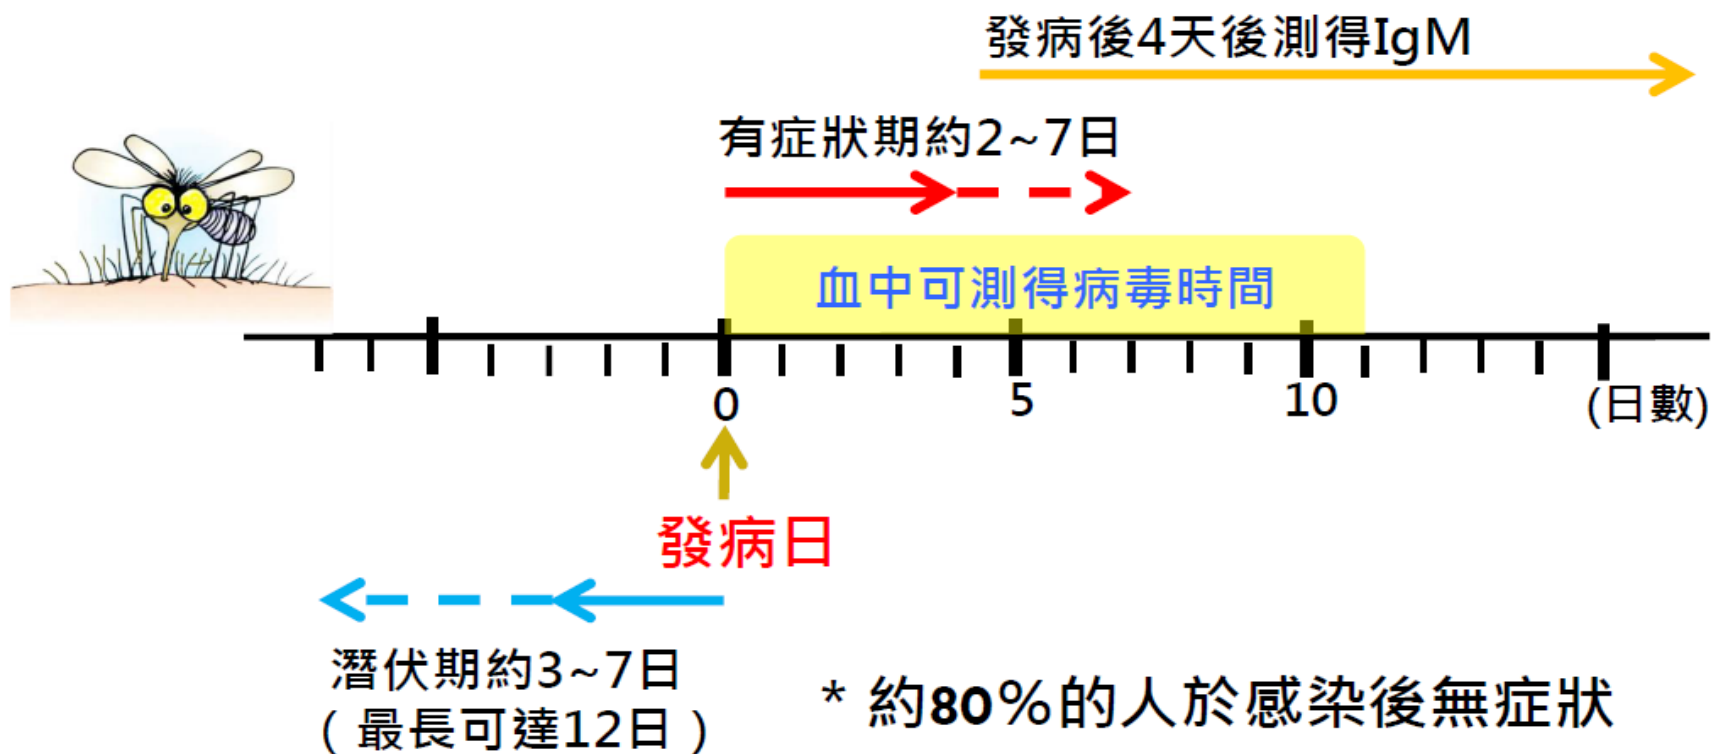 發病後4天後測得IgM
有症狀期約2~7日
血中可測得病毒時間
0
5
10
(日數)
發病日
潛伏期約3~7日
（最長可達12日）
* 約80%的人於感染後無症狀